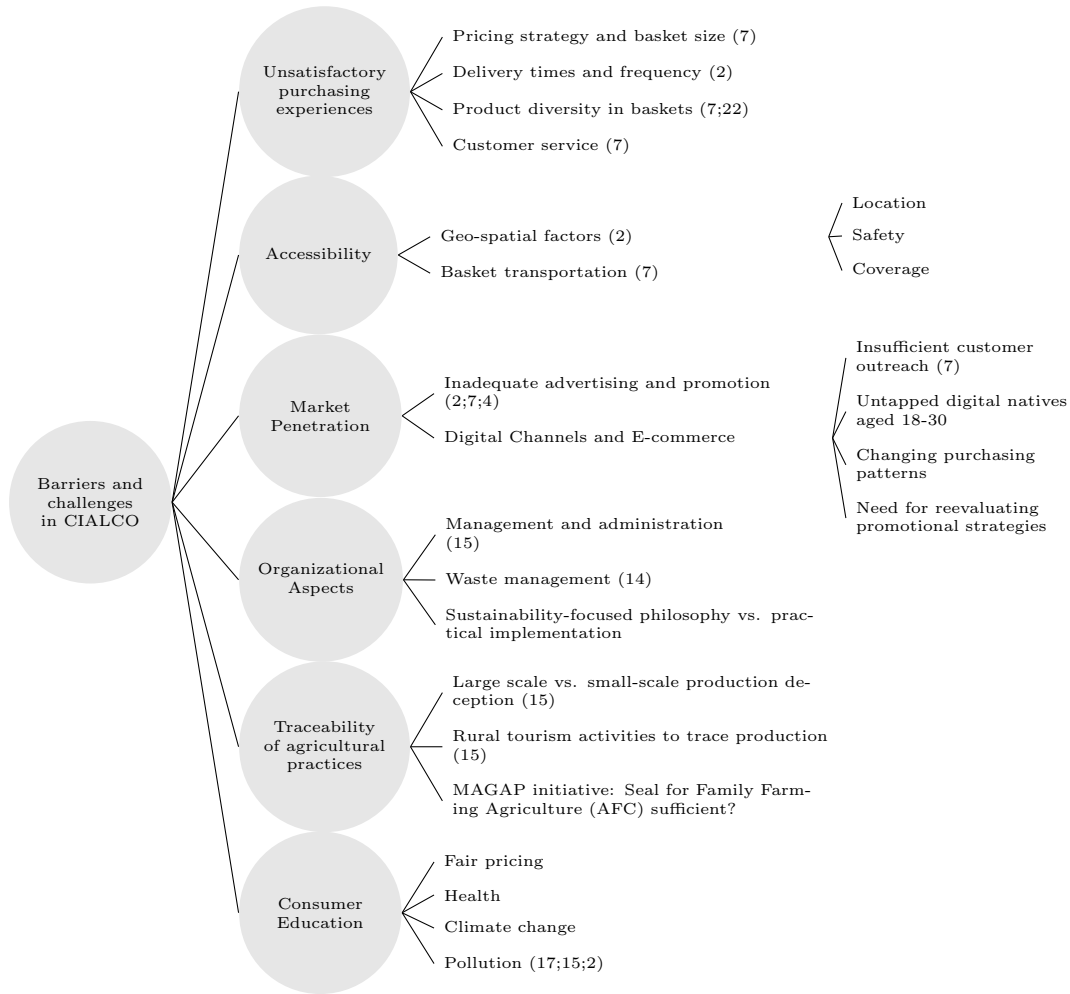 Barriers and
challenges
in CIALCO
Unsatisfactory
purchasing
experiences
Pricing strategy and basket size (7)
Delivery times and frequency (2)
Product diversity in baskets (7;22)
Customer service (7)
Accessibility
Geo-spatial factors (2)
Location
Safety
Coverage
Basket transportation (7)
Market
Penetration
Inadequate advertising and promotion
(2;7;4)
Digital Channels and E-commerce
Insufficient customer
outreach (7)
Untapped digital natives
aged 18-30
Changing purchasing
patterns
Need for reevaluating
promotional strategies
Organizational
Aspects
Management and administration
(15)
Waste management (14)
Sustainability-focused philosophy vs. prac-
tical implementation
Traceability
of agricultural
practices
Large scale vs. small-scale production de-
ception (15)
Rural tourism activities to trace production
(15)
MAGAP initiative: Seal for Family Farm-
ing Agriculture (AFC) sufficient?
Consumer
Education
Fair pricing
Health
Climate change
Pollution (17;15;2)